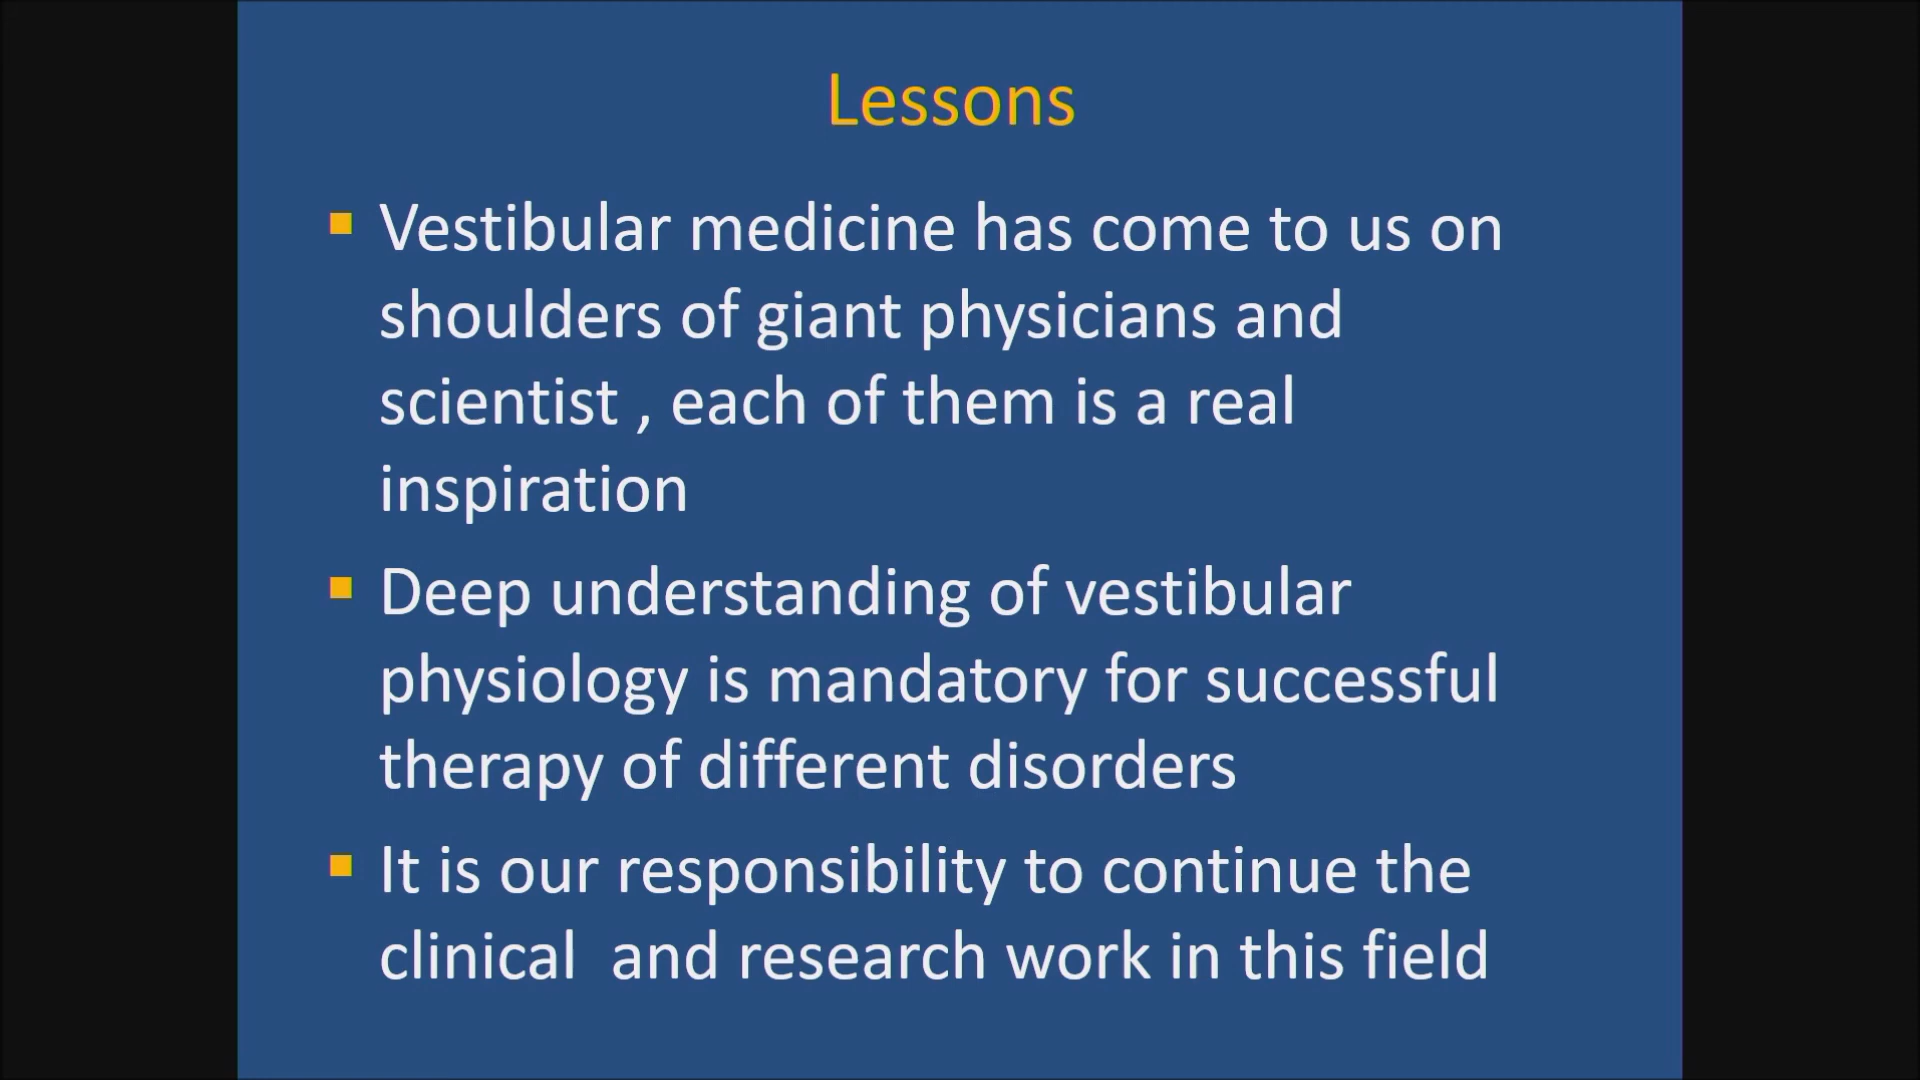 Lessons
Vestibular medicine has come to us on
shoulders of giant physicians and
scientist , each of them is a real
inspiration
Deep understanding of vestibular
physiology is mandatory for successful
therapy of different disorders
It is our responsibility to continue the
clinical  and research work in this field